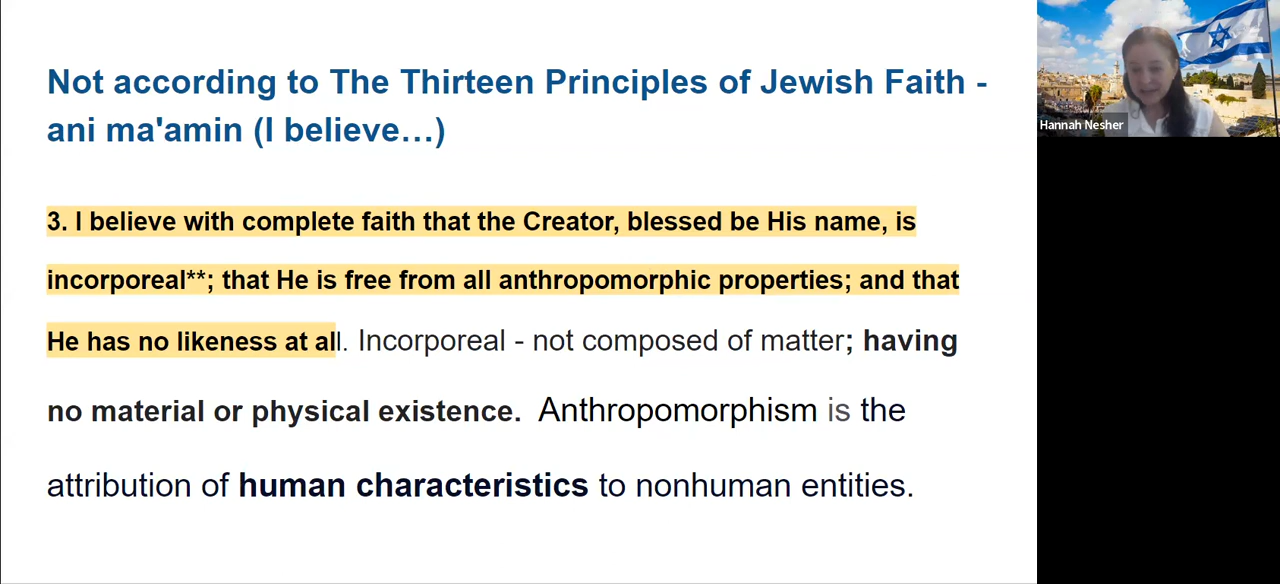 Not according to The Thirteen Principles of Jewish Faith -
ani ma'amin (I believe…)
3. I believe with complete faith that the Creator, blessed be His name, is
incorporeal**; that He is free from all anthropomorphic properties; and that
He has no likeness at all. Incorporeal - not composed of matter; having
no material or physical existence. Anthropomorphism is the
attribution of human characteristics to nonhuman entities.
Hannah Nesher